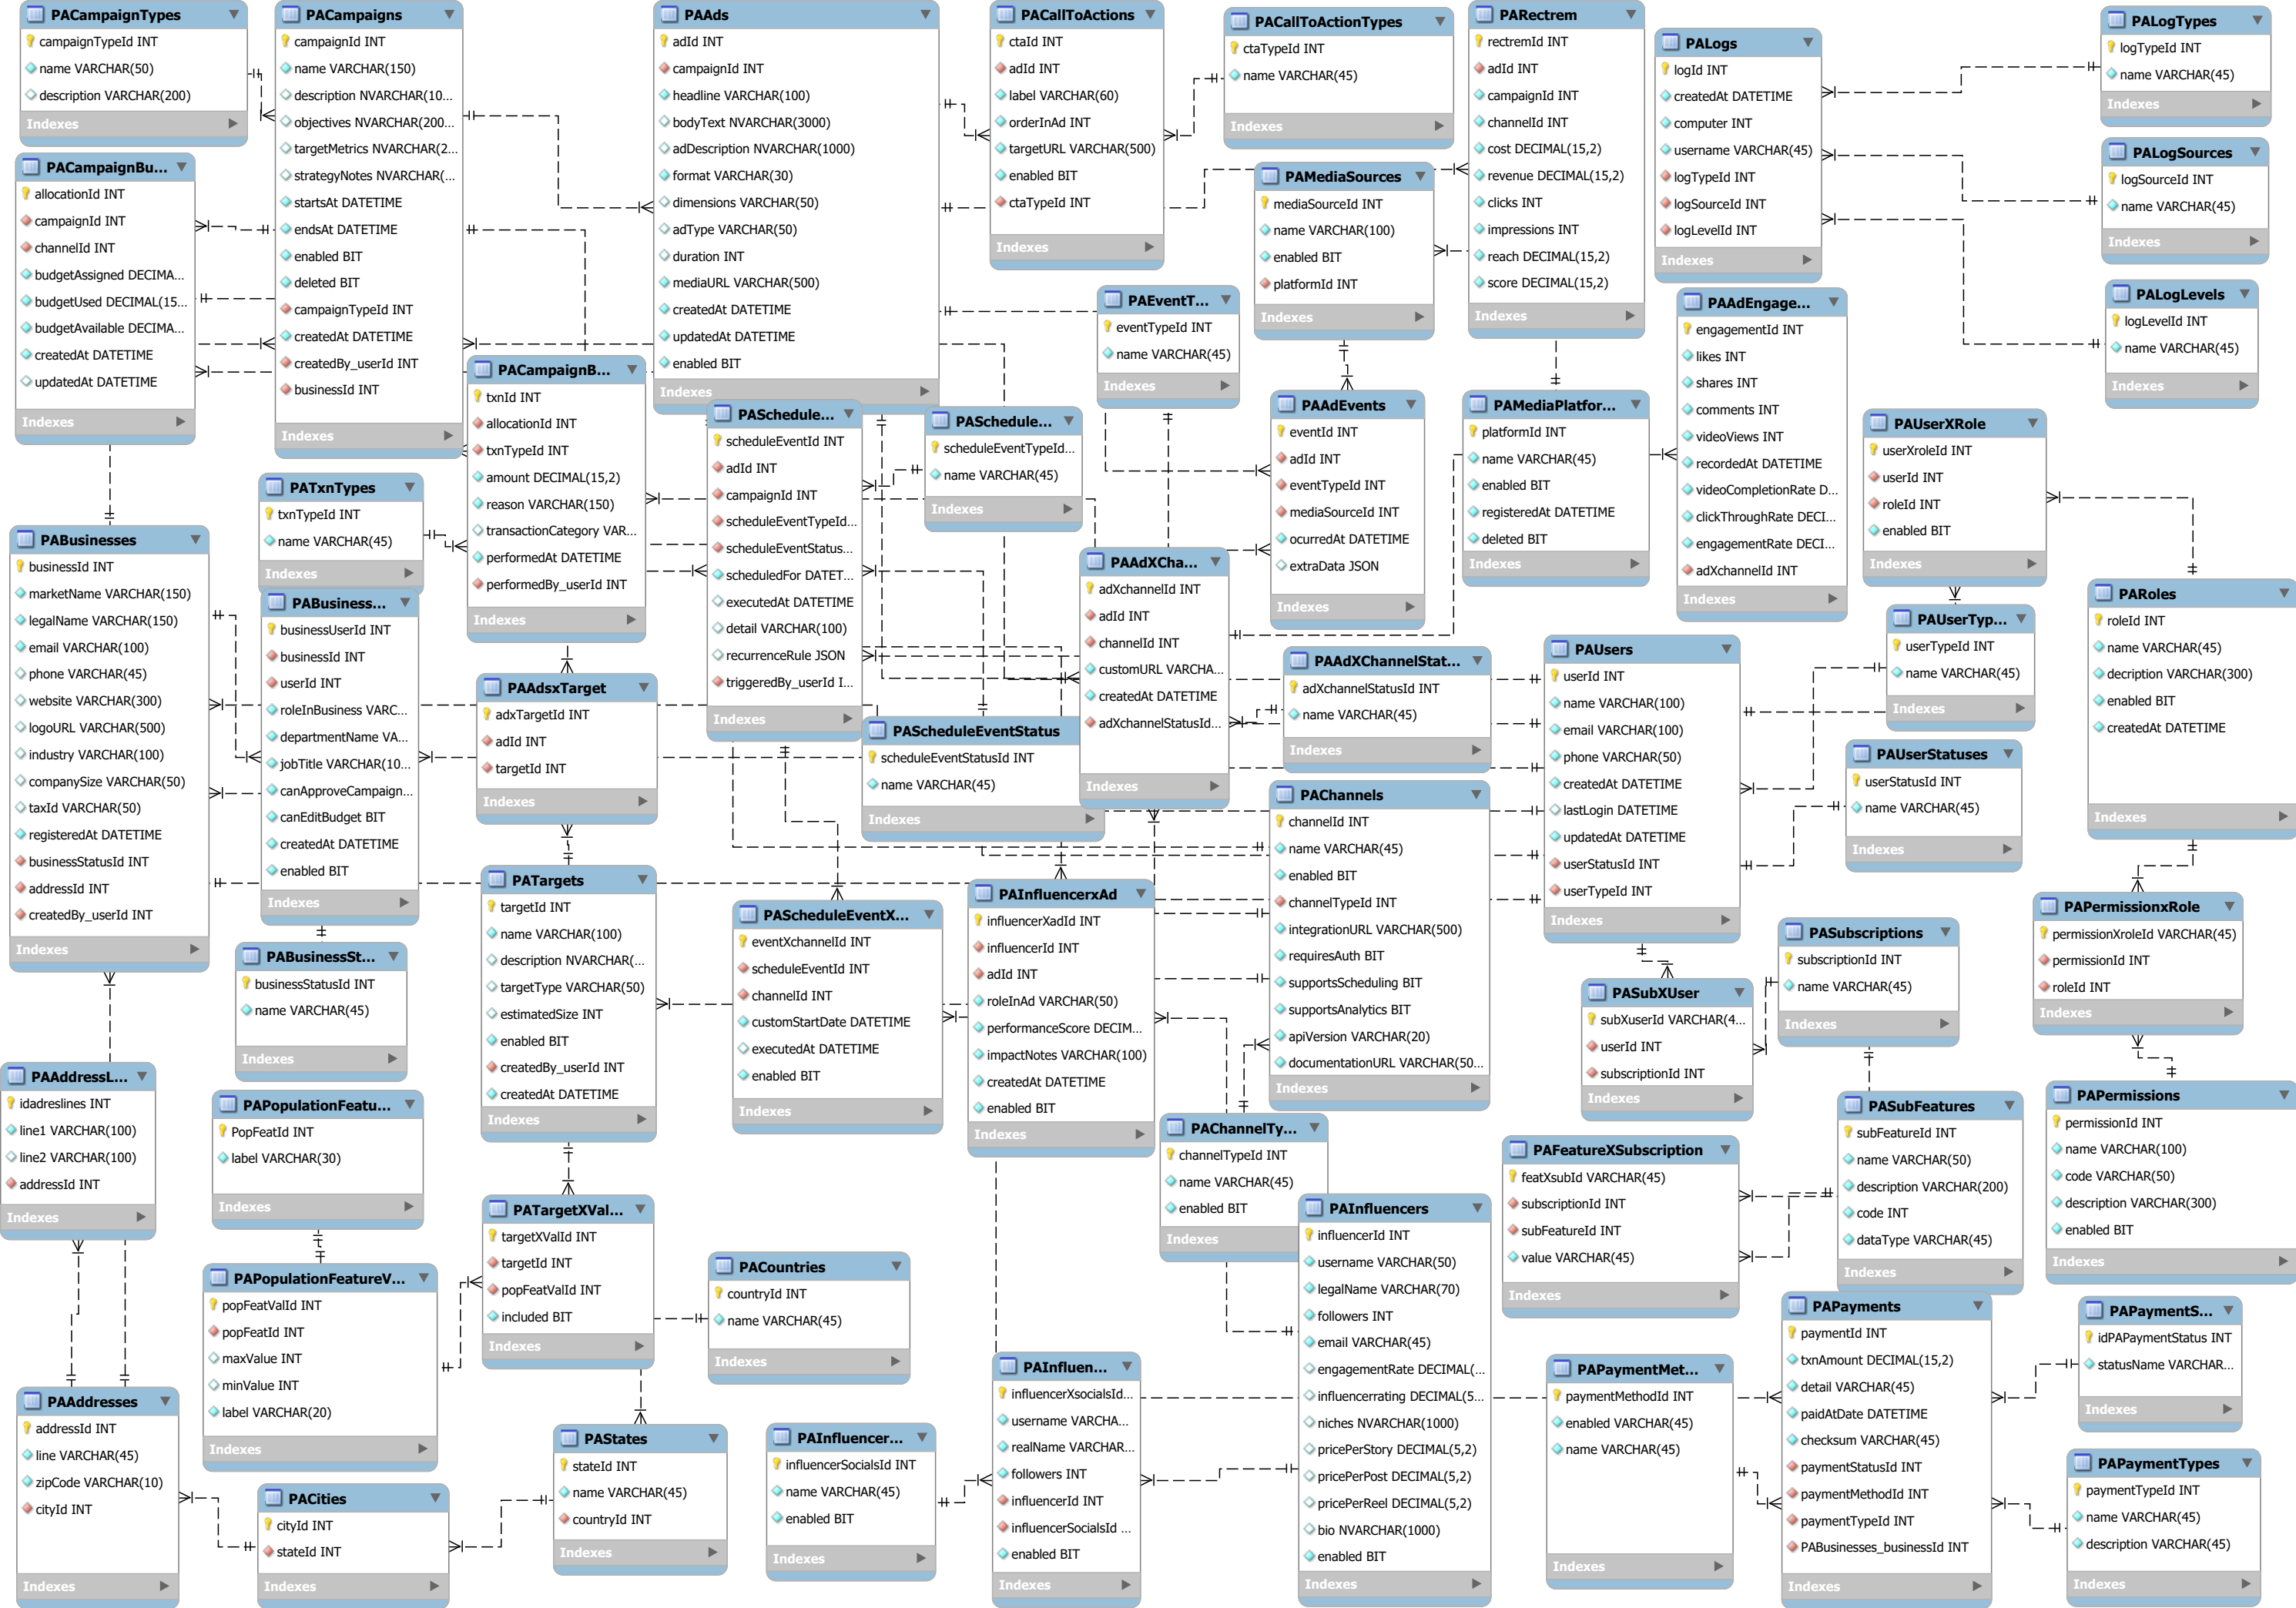 PACampaignTypes
campaignTypeId INT
name VARCHAR(50)
description VARCHAR(200)
Indexes
PACampaigns
campaignId INT
name VARCHAR(150)
description NVARCHAR(10...
objectives NVARCHAR(200...
targetMetrics NVARCHAR(2...
strategyNotes NVARCHAR(...
startsAt DATETIME
endsAt DATETIME
enabled BIT
deleted BIT
campaignTypeId INT
createdAt DATETIME
createdBy_userId INT
businessId INT
Indexes
PAAds
adId INT
campaignId INT
headline VARCHAR(100)
bodyText NVARCHAR(3000)
adDescription NVARCHAR(1000)
format VARCHAR(30)
dimensions VARCHAR(50)
adType VARCHAR(50)
duration INT
mediaURL VARCHAR(500)
createdAt DATETIME
updatedAt DATETIME
enabled BIT
Indexes
PACallToActions
ctaId INT
adId INT
label VARCHAR(60)
orderInAd INT
targetURL VARCHAR(500)
enabled BIT
ctaTypeId INT
Indexes
PACallToActionTypes
ctaTypeId INT
name VARCHAR(45)
Indexes
PARectrem
rectremId INT
adId INT
campaignId INT
channelId INT
cost DECIMAL(15,2)
revenue DECIMAL(15,2)
clicks INT
impressions INT
reach DECIMAL(15,2)
score DECIMAL(15,2)
Indexes
PALogs
logId INT
createdAt DATETIME
computer INT
username VARCHAR(45)
logTypeId INT
logSourceId INT
logLevelId INT
Indexes
PALogTypes
logTypeId INT
name VARCHAR(45)
Indexes
PALogSources
logSourceId INT
name VARCHAR(45)
Indexes
PALogLevels
logLevelId INT
name VARCHAR(45)
Indexes
PACampaignBu...
allocationId INT
campaignId INT
channelId INT
budgetAssigned DECIMA...
budgetUsed DECIMAL(15...
budgetAvailable DECIMA...
createdAt DATETIME
updatedAt DATETIME
Indexes
PAMediaSources
mediaSourceId INT
name VARCHAR(100)
enabled BIT
platformId INT
Indexes
PAEventT...
eventTypeId INT
name VARCHAR(45)
Indexes
PAAdEngage...
engagementId INT
likes INT
shares INT
comments INT
videoViews INT
recordedAt DATETIME
videoCompletionRate D...
clickThroughRate DECI...
engagementRate DECI...
adXchannelId INT
Indexes
PACampaignB...
txnId INT
allocationId INT
txnTypeId INT
amount DECIMAL(15,2)
reason VARCHAR(150)
transactionCategory VAR...
performedAt DATETIME
performedBy_userId INT
Indexes
PASchedule...
scheduleEventId INT
adId INT
campaignId INT
scheduleEventTypeId...
scheduleEventStatus...
scheduledFor DATET...
executedAt DATETIME
detail VARCHAR(100)
recurrenceRule JSON
triggeredBy_userId I...
Indexes
PASchedule...
scheduleEventTypeId...
name VARCHAR(45)
Indexes
PAAdEvents
eventId INT
adId INT
eventTypeId INT
mediaSourceId INT
ocurredAt DATETIME
extraData JSON
Indexes
PAMediaPlatfor...
platformId INT
name VARCHAR(45)
enabled BIT
registeredAt DATETIME
deleted BIT
Indexes
PAUserXRole
userXroleId INT
userId INT
roleId INT
enabled BIT
Indexes
PATxnTypes
txnTypeId INT
name VARCHAR(45)
Indexes
PABusinesses
businessId INT
marketName VARCHAR(150)
legalName VARCHAR(150)
email VARCHAR(100)
phone VARCHAR(45)
website VARCHAR(300)
logoURL VARCHAR(500)
industry VARCHAR(100)
companySize VARCHAR(50)
taxId VARCHAR(50)
registeredAt DATETIME
businessStatusId INT
addressId INT
createdBy_userId INT
Indexes
PABusiness...
businessUserId INT
businessId INT
userId INT
roleInBusiness VARC...
departmentName VA...
jobTitle VARCHAR(10...
canApproveCampaign...
canEditBudget BIT
createdAt DATETIME
enabled BIT
Indexes
PAAdXCha...
adXchannelId INT
adId INT
channelId INT
customURL VARCHA...
createdAt DATETIME
adXchannelStatusId...
Indexes
PARoles
roleId INT
name VARCHAR(45)
decription VARCHAR(300)
enabled BIT
createdAt DATETIME
Indexes
PAUserTyp...
userTypeId INT
name VARCHAR(45)
Indexes
PAUsers
userId INT
name VARCHAR(100)
email VARCHAR(100)
phone VARCHAR(50)
createdAt DATETIME
lastLogin DATETIME
updatedAt DATETIME
userStatusId INT
userTypeId INT
Indexes
PAAdXChannelStat...
adXchannelStatusId INT
name VARCHAR(45)
Indexes
PAAdsxTarget
adxTargetId INT
adId INT
targetId INT
Indexes
PAScheduleEventStatus
scheduleEventStatusId INT
name VARCHAR(45)
Indexes
PAUserStatuses
userStatusId INT
name VARCHAR(45)
Indexes
PAChannels
channelId INT
name VARCHAR(45)
enabled BIT
channelTypeId INT
integrationURL VARCHAR(500)
requiresAuth BIT
supportsScheduling BIT
supportsAnalytics BIT
apiVersion VARCHAR(20)
documentationURL VARCHAR(50...
Indexes
PATargets
targetId INT
name VARCHAR(100)
description NVARCHAR(...
targetType VARCHAR(50)
estimatedSize INT
enabled BIT
createdBy_userId INT
createdAt DATETIME
Indexes
PAScheduleEventX...
eventXchannelId INT
scheduleEventId INT
channelId INT
customStartDate DATETIME
executedAt DATETIME
enabled BIT
Indexes
PAInfluencerxAd
influencerXadId INT
influencerId INT
adId INT
roleInAd VARCHAR(50)
performanceScore DECIM...
impactNotes VARCHAR(100)
createdAt DATETIME
enabled BIT
Indexes
PAPermissionxRole
permissionXroleId VARCHAR(45)
permissionId INT
roleId INT
Indexes
PASubscriptions
subscriptionId INT
name VARCHAR(45)
Indexes
PABusinessSt...
businessStatusId INT
name VARCHAR(45)
Indexes
PASubXUser
subXuserId VARCHAR(4...
userId INT
subscriptionId INT
Indexes
PAAddressL...
idadreslines INT
line1 VARCHAR(100)
line2 VARCHAR(100)
addressId INT
Indexes
PAPopulationFeatu...
PopFeatId INT
label VARCHAR(30)
Indexes
PAChannelTy...
channelTypeId INT
name VARCHAR(45)
enabled BIT
Indexes
PAFeatureXSubscription
featXsubId VARCHAR(45)
subscriptionId INT
subFeatureId INT
value VARCHAR(45)
Indexes
PASubFeatures
subFeatureId INT
name VARCHAR(50)
description VARCHAR(200)
code INT
dataType VARCHAR(45)
Indexes
PAPermissions
permissionId INT
name VARCHAR(100)
code VARCHAR(50)
description VARCHAR(300)
enabled BIT
Indexes
PATargetXVal...
targetXValId INT
targetId INT
popFeatValId INT
included BIT
Indexes
PAInfluencers
influencerId INT
username VARCHAR(50)
legalName VARCHAR(70)
followers INT
email VARCHAR(45)
engagementRate DECIMAL(...
influencerrating DECIMAL(5...
niches NVARCHAR(1000)
pricePerStory DECIMAL(5,2)
pricePerPost DECIMAL(5,2)
pricePerReel DECIMAL(5,2)
bio NVARCHAR(1000)
enabled BIT
Indexes
PAPopulationFeatureV...
popFeatValId INT
popFeatId INT
maxValue INT
minValue INT
label VARCHAR(20)
Indexes
PACountries
countryId INT
name VARCHAR(45)
Indexes
PAPayments
paymentId INT
txnAmount DECIMAL(15,2)
detail VARCHAR(45)
paidAtDate DATETIME
checksum VARCHAR(45)
paymentStatusId INT
paymentMethodId INT
paymentTypeId INT
PABusinesses_businessId INT
Indexes
PAPaymentS...
idPAPaymentStatus INT
statusName VARCHAR...
Indexes
PAInfluen...
influencerXsocialsId...
username VARCHA...
realName VARCHAR...
followers INT
influencerId INT
influencerSocialsId ...
enabled BIT
Indexes
PAPaymentMet...
paymentMethodId INT
enabled VARCHAR(45)
name VARCHAR(45)
Indexes
PAAddresses
addressId INT
line VARCHAR(45)
zipCode VARCHAR(10)
cityId INT
Indexes
PAStates
stateId INT
name VARCHAR(45)
countryId INT
Indexes
PAInfluencer...
influencerSocialsId INT
name VARCHAR(45)
enabled BIT
Indexes
PAPaymentTypes
paymentTypeId INT
name VARCHAR(45)
description VARCHAR(45)
Indexes
PACities
cityId INT
stateId INT
Indexes